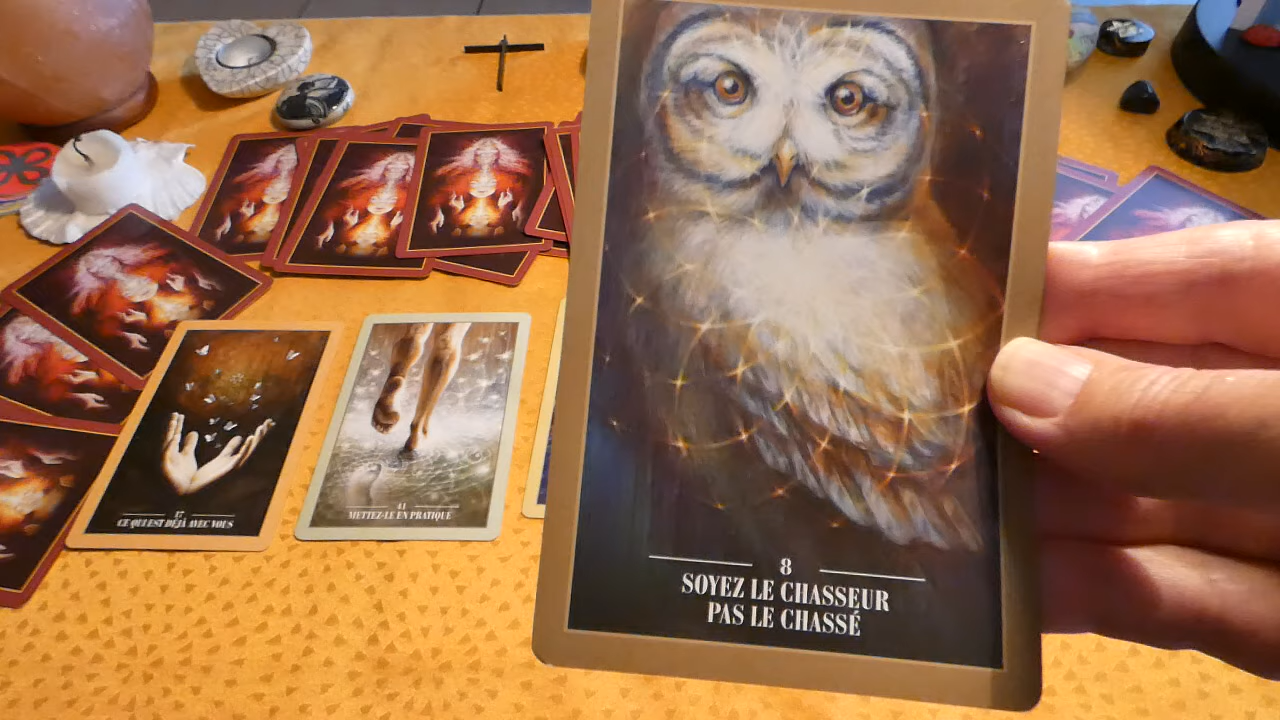 8
SOYEZ LE CHASSEUR
PAS LE CHASSÉ
17
CE QUI EST DÉJÀ AVEC VOUS
41
METTEZ-LE EN PRATIQUE